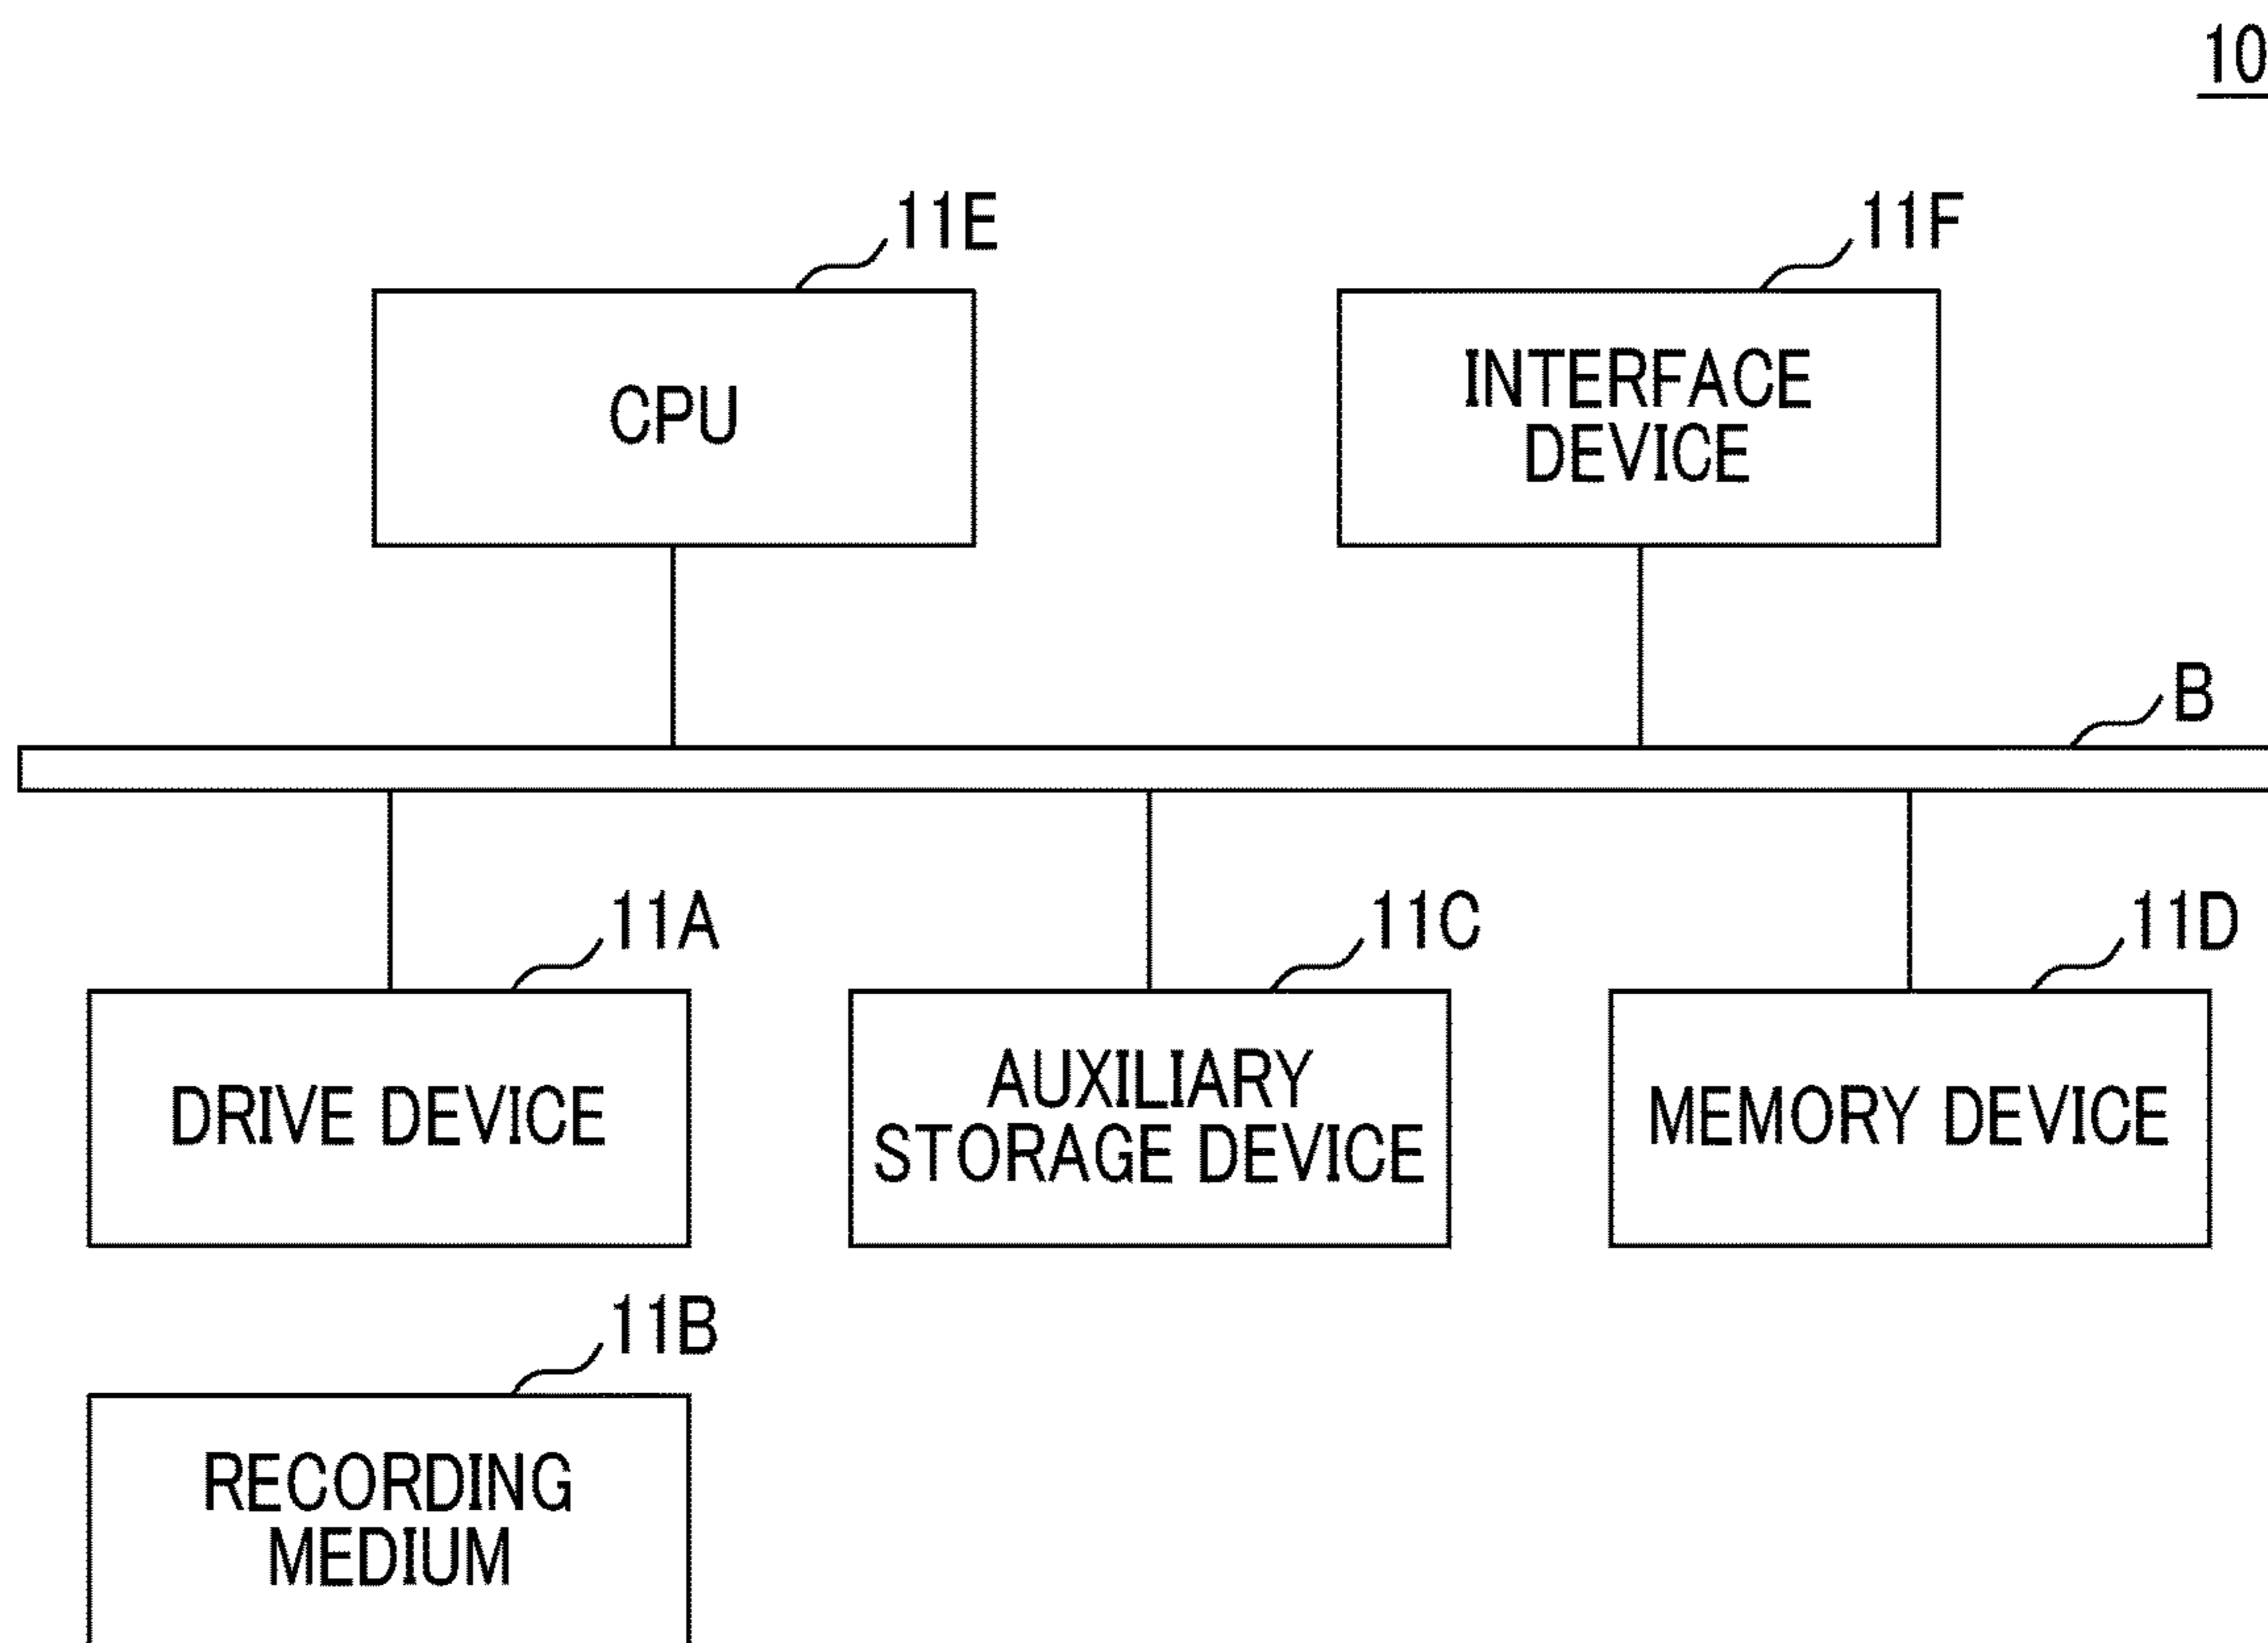 10
11E
11F
CPU
INTERFACE
DEVICE
B
11A
11C
11D
DRIVE DEVICE
AUXILIARY
STORAGE DEVICE
MEMORY DEVICE
11B
RECORDING
MEDIUM